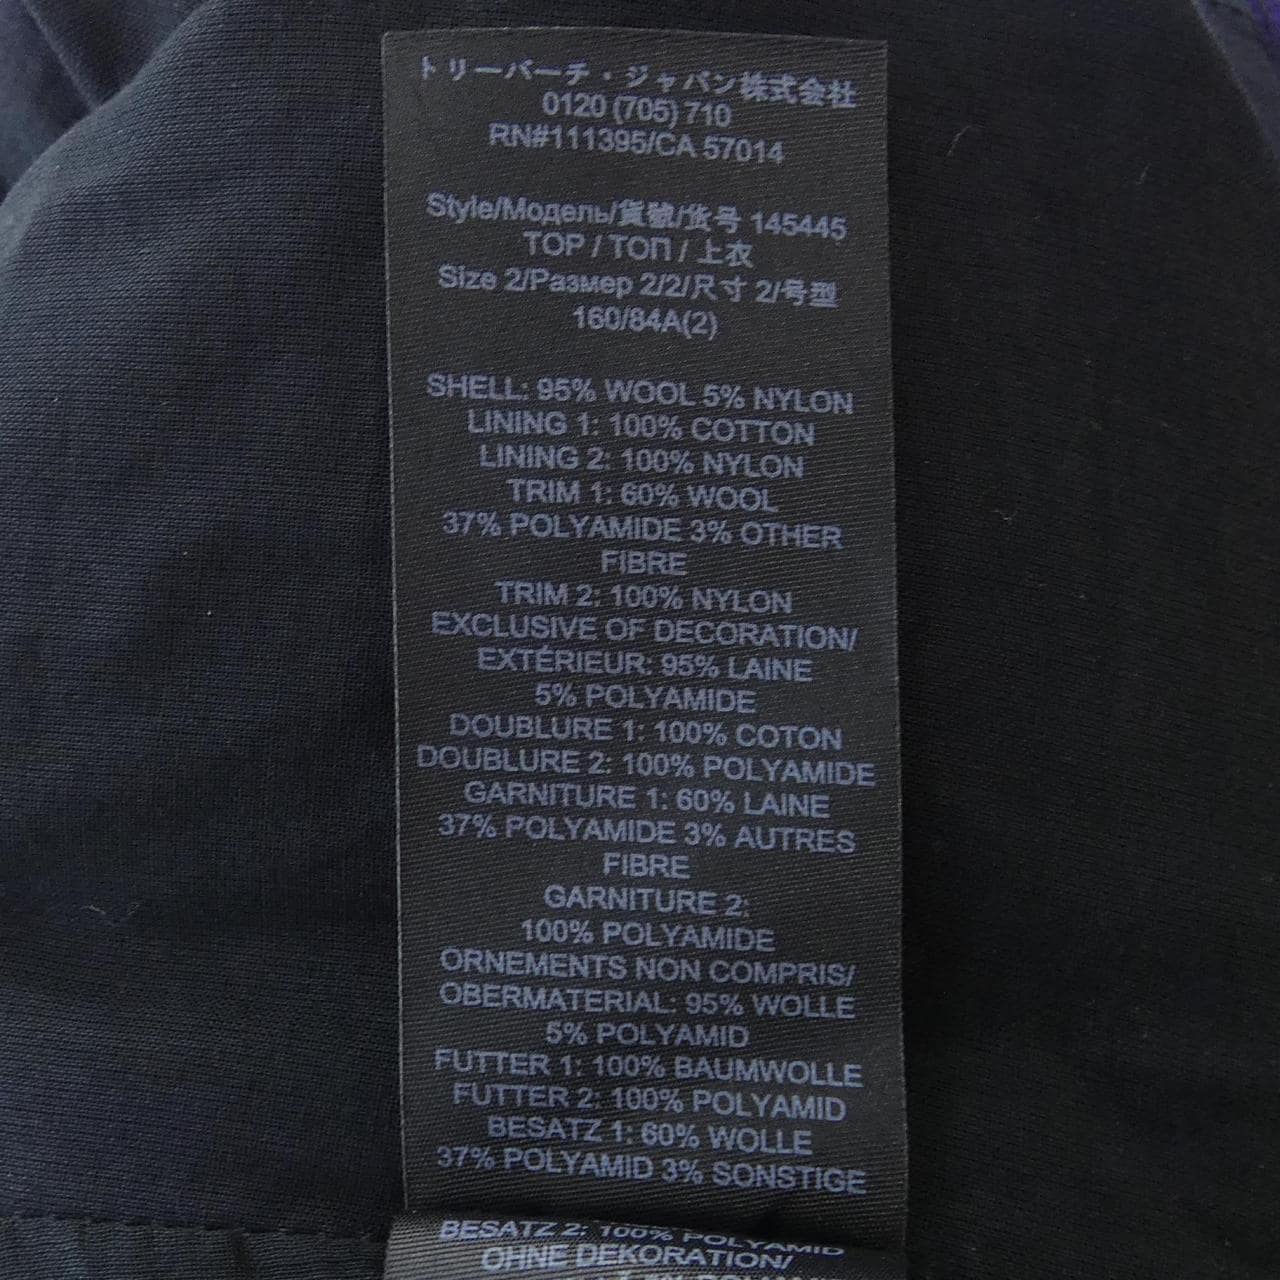 トリーバーチ・ジャパン株式会社
0120 (705) 710
RN#111395/CA 57014
Style/Модель/貨號/货号 145445
TOP / ТОП / 上衣
Size 2/Размер 2/2/尺寸 2/号型
160/84A(2)
SHELL: 95% WOOL 5% NYLON
LINING 1: 100% COTTON
LINING 2: 100% NYLON
TRIM 1: 60% WOOL
37% POLYAMIDE 3% OTHER
FIBRE
TRIM 2: 100% NYLON
EXCLUSIVE OF DECORATION/
EXTÉRIEUR: 95% LAINE
5% POLYAMIDE
DOUBLURE 1: 100% COTON
DOUBLURE 2: 100% POLYAMIDE
GARNITURE 1: 60% LAINE
37% POLYAMIDE 3% AUTRES
FIBRE
GARNITURE 2:
100% POLYAMIDE
ORNEMENTS NON COMPRIS/
OBERMATERIAL: 95% WOLLE
5% POLYAMID
FUTTER 1: 100% BAUMWOLLE
FUTTER 2: 100% POLYAMID
BESATZ 1: 60% WOLLE
37% POLYAMID 3% SONSTIGE
BESATZ 2: 100% POLYAMID
OHNE DEKORATION/